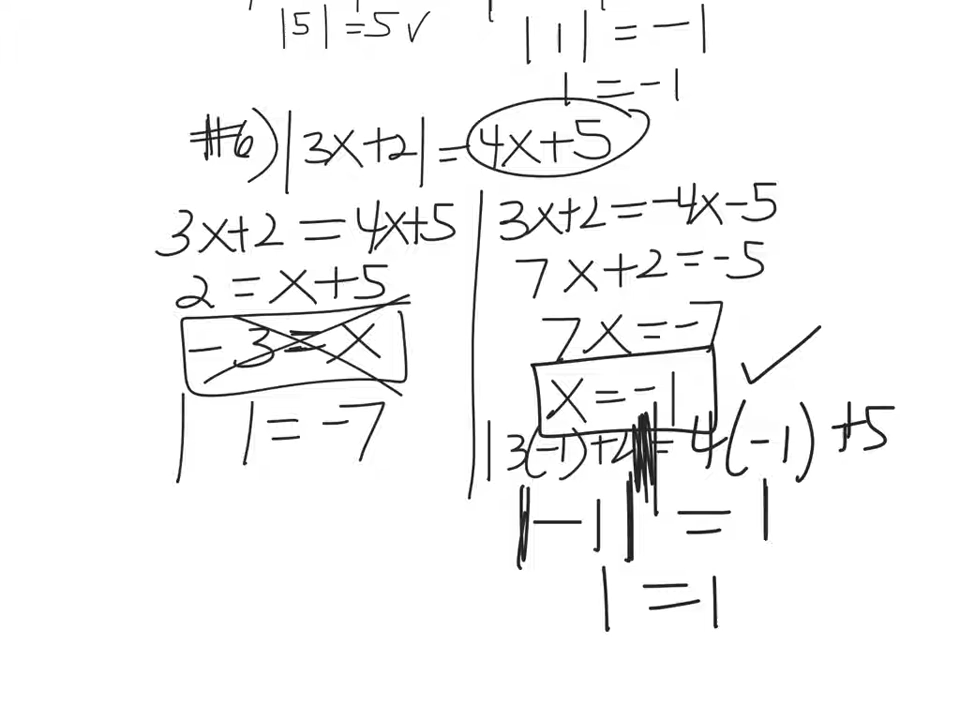 |5| = 5 ✓
|1| = -1
1 = -1
#6) |3x+2| = 4x+5
3x+2 = 4x+5
2 = x+5
-3 = x
| | = -7
3x+2 = -4x-5
7x+2 = -5
7x = -7
x = -1 ✓
|3(-1)+2| = 4(-1)+5
|-1| = 1
1 = 1